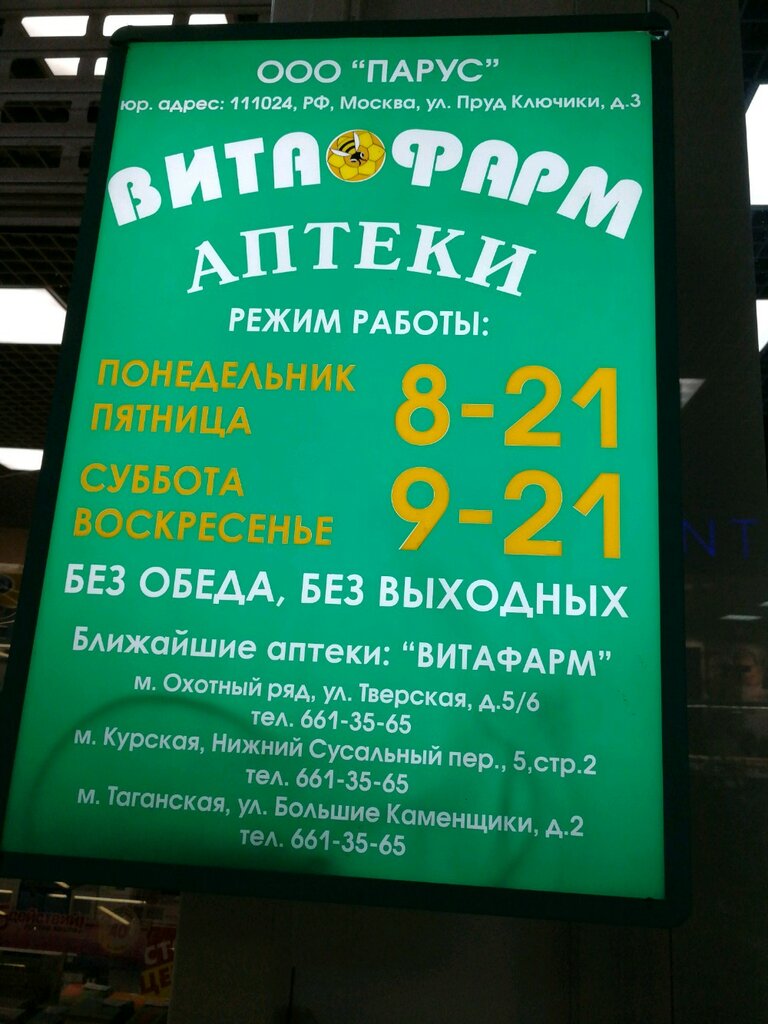 ООО “ПАРУС”
юр. адрес: 111024, РФ, Москва, ул. Пруд Ключики, д.3
ВИТАФАРМ
АПТЕКИ
РЕЖИМ РАБОТЫ:
ПОНЕДЕЛЬНИК
ПЯТНИЦА
8-21
СУББОТА
ВОСКРЕСЕНЬЕ
9-21
БЕЗ ОБЕДА, БЕЗ ВЫХОДНЫХ
Ближайшие аптеки: “ВИТАФАРМ”
м. Охотный ряд, ул. Тверская, д.5/6
тел. 661-35-65
м. Курская, Нижний Сусальный пер., 5,стр.2
тел. 661-35-65
м. Таганская, ул. Большие Каменщики, д.2
тел. 661-35-65